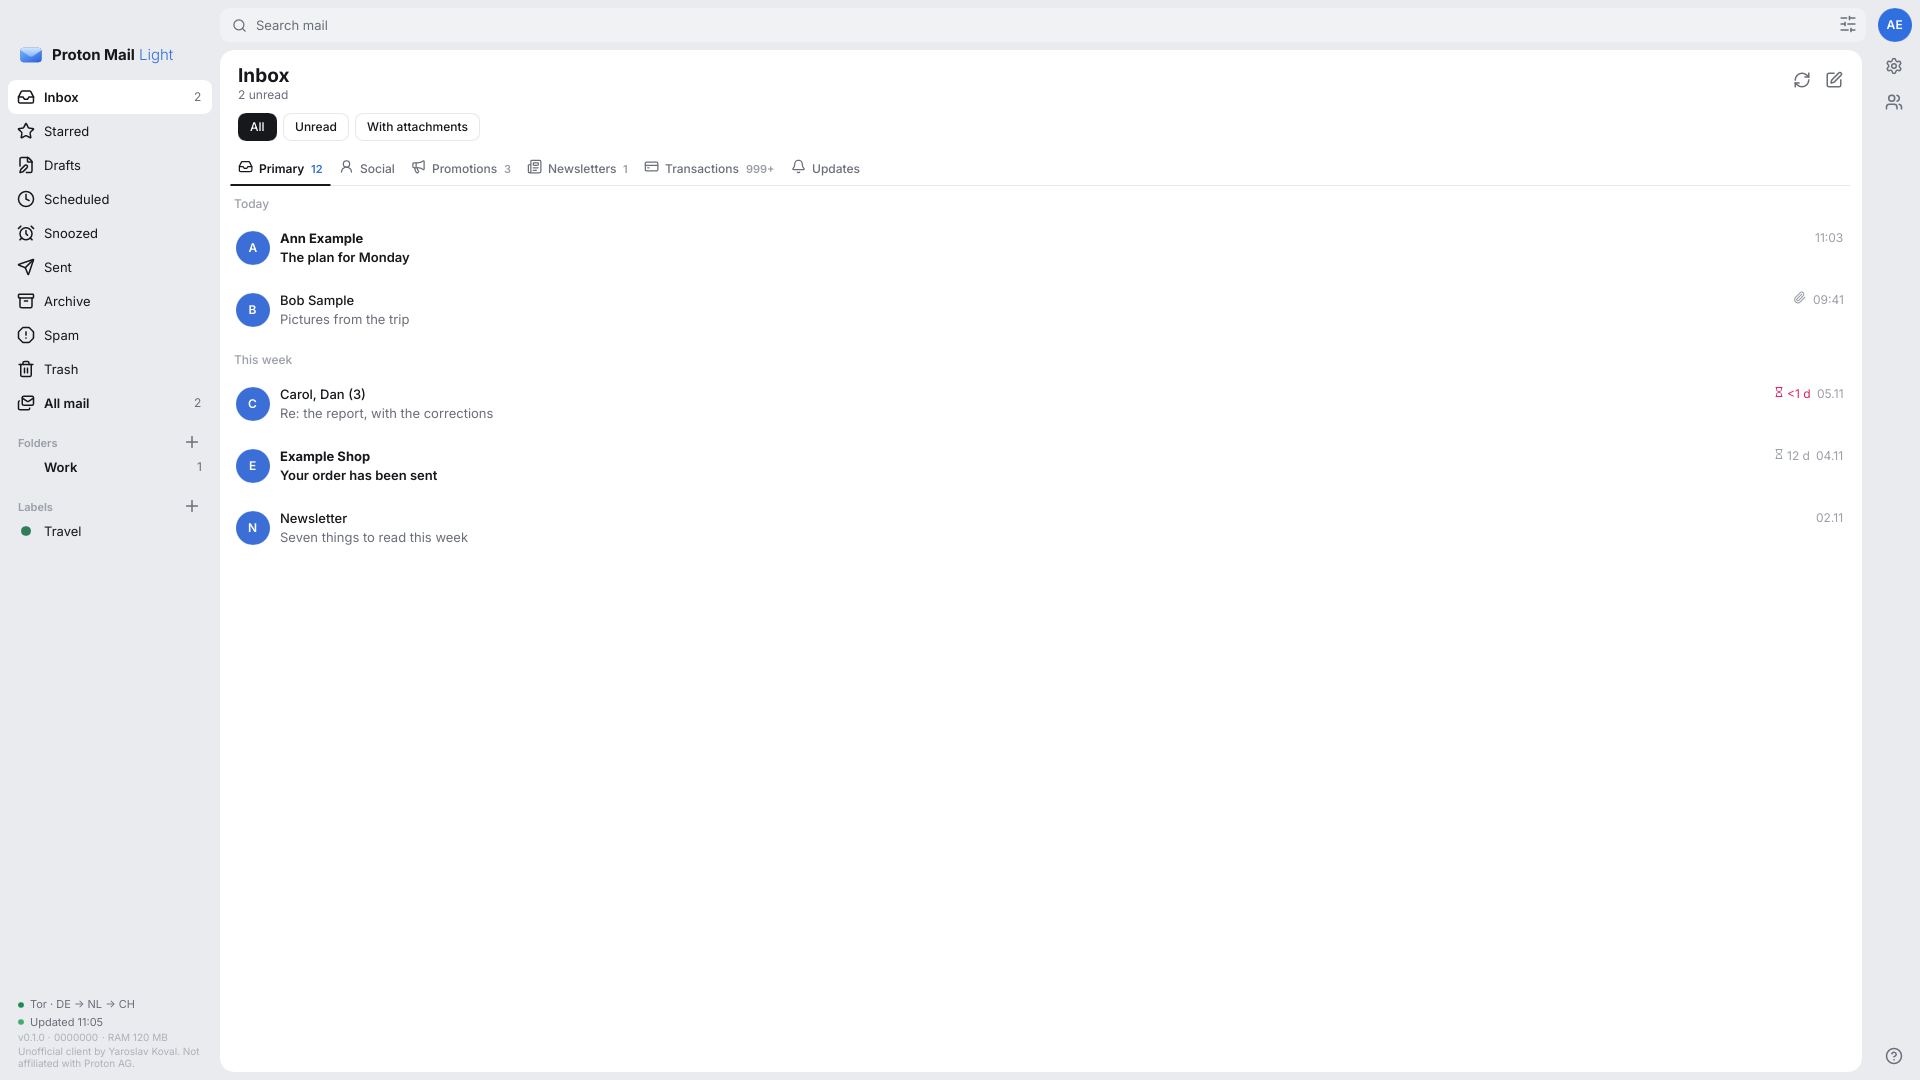 Search mail
AE
Proton Mail Light
Inbox 2
Starred
Drafts
Scheduled
Snoozed
Sent
Archive
Spam
Trash
All mail 2
Folders
Work 1
Labels
Travel
Tor · DE → NL → CH
Updated 11:05
v0.1.0 · 0000000 · RAM 120 MB
Unofficial client by Yaroslav Koval. Not
affiliated with Proton AG.
Inbox
2 unread
All Unread With attachments
Primary 12 Social Promotions 3 Newsletters 1 Transactions 999+ Updates
Today
A Ann Example 11:03
The plan for Monday
B Bob Sample 09:41
Pictures from the trip
This week
C Carol, Dan (3) <1 d 05.11
Re: the report, with the corrections
E Example Shop 12 d 04.11
Your order has been sent
N Newsletter 02.11
Seven things to read this week